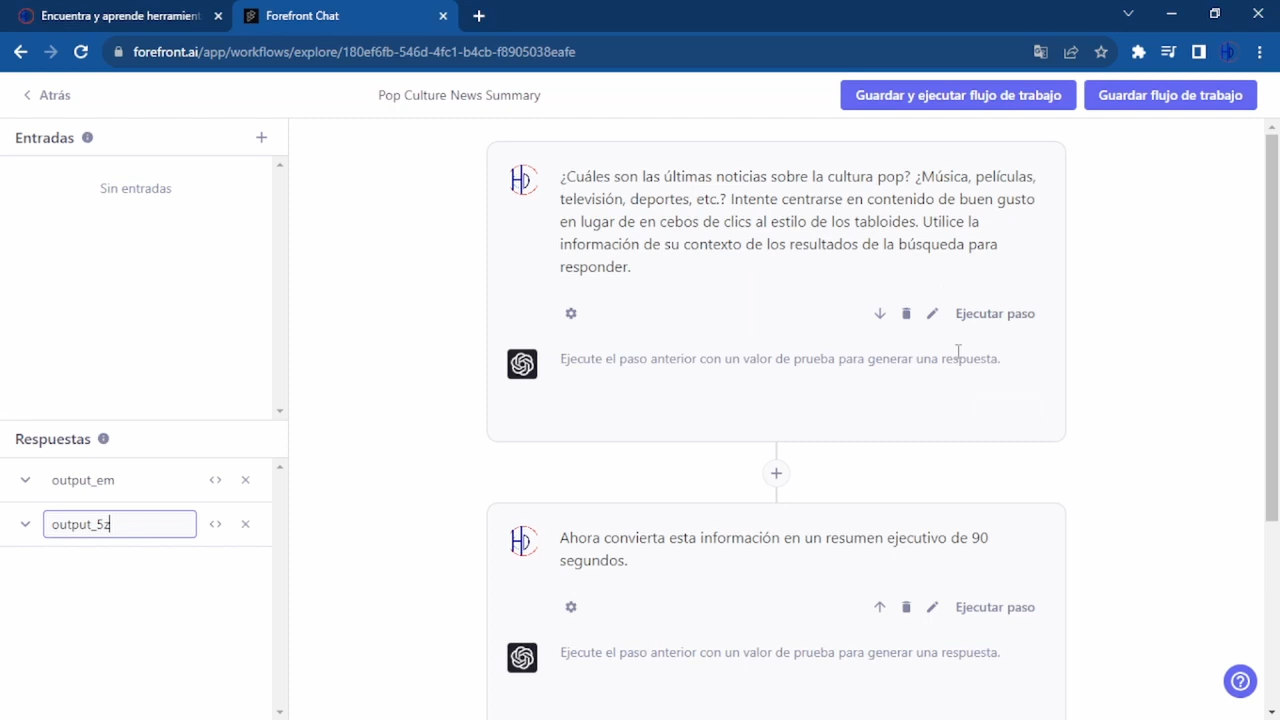 Encuentra y aprende herramient
Forefront Chat
forefront.ai/app/workflows/explore/180ef6fb-546d-4fc1-b4cb-f8905038eafe
Atrás
Pop Culture News Summary
Guardar y ejecutar flujo de trabajo
Guardar flujo de trabajo
Entradas
Sin entradas
HD
¿Cuáles son las últimas noticias sobre la cultura pop? ¿Música, películas,
televisión, deportes, etc.? Intente centrarse en contenido de buen gusto
en lugar de en cebos de clics al estilo de los tabloides. Utilice la
información de su contexto de los resultados de la búsqueda para
responder.
Ejecutar paso
Ejecute el paso anterior con un valor de prueba para generar una respuesta.
Respuestas
output_em
output_5z
HD
Ahora convierta esta información en un resumen ejecutivo de 90
segundos.
Ejecutar paso
Ejecute el paso anterior con un valor de prueba para generar una respuesta.